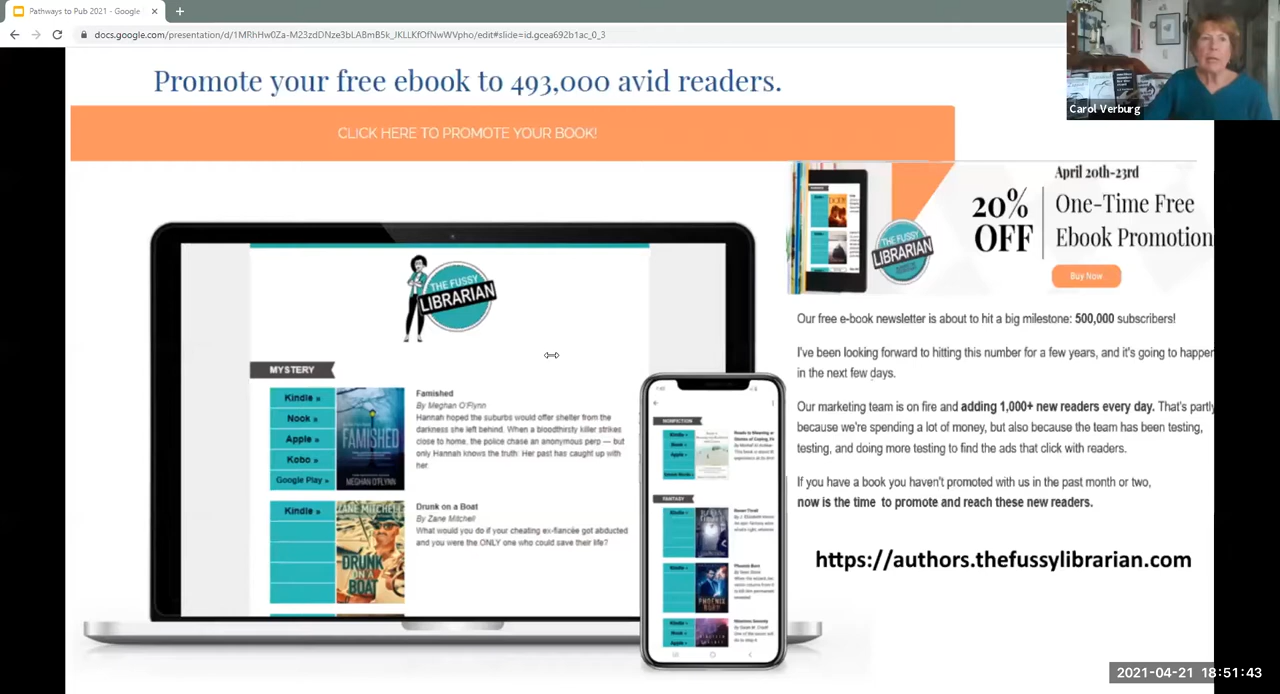 Pathways to Pub 2021 - Google
docs.google.com/presentation/d/1MRhHw0Za-M23zdDNze3bLABmB5k_JKLLKfOfNwWVpho/edit#slide=id.gcea692b1ac_0_3
Carol Verburg
Promote your free ebook to 493,000 avid readers.
CLICK HERE TO PROMOTE YOUR BOOK!
THE FUSSY
LIBRARIAN
MYSTERY
Kindle »
Nook »
Apple »
Kobo »
Google Play »
FAMISHED
MEGHAN O'FLYNN
Famished
By Meghan O'Flynn
Hannah hoped the suburbs would offer shelter from the
darkness she left behind. When a bloodthirsty killer strikes
close to home, the police chase an anonymous perp — but
only Hannah knows the truth: Her past has caught up with
her.
Kindle »
ZANE MITCHELL
DRUNK
ON A
BOAT
Drunk on a Boat
By Zane Mitchell
What would you do if your cheating ex-fiancée got abducted
and you were the ONLY one who could save their life?
NONFICTION
Kindle »
Nook »
Apple »
FANTASY
Kindle »
Kindle »
PHOENIX
Phoenix Burn
Kindle »
Nook »
Apple »
THE FUSSY
LIBRARIAN
April 20th-23rd
20%
OFF
One-Time Free
Ebook Promotion
Buy Now
Our free e-book newsletter is about to hit a big milestone: 500,000 subscribers!
I've been looking forward to hitting this number for a few years, and it's going to happen
in the next few days.
Our marketing team is on fire and adding 1,000+ new readers every day. That's partly
because we're spending a lot of money, but also because the team has been testing,
testing, and doing more testing to find the ads that click with readers.
If you have a book you haven't promoted with us in the past month or two,
now is the time to promote and reach these new readers.
https://authors.thefussylibrarian.com
2021-04-21 18:51:43